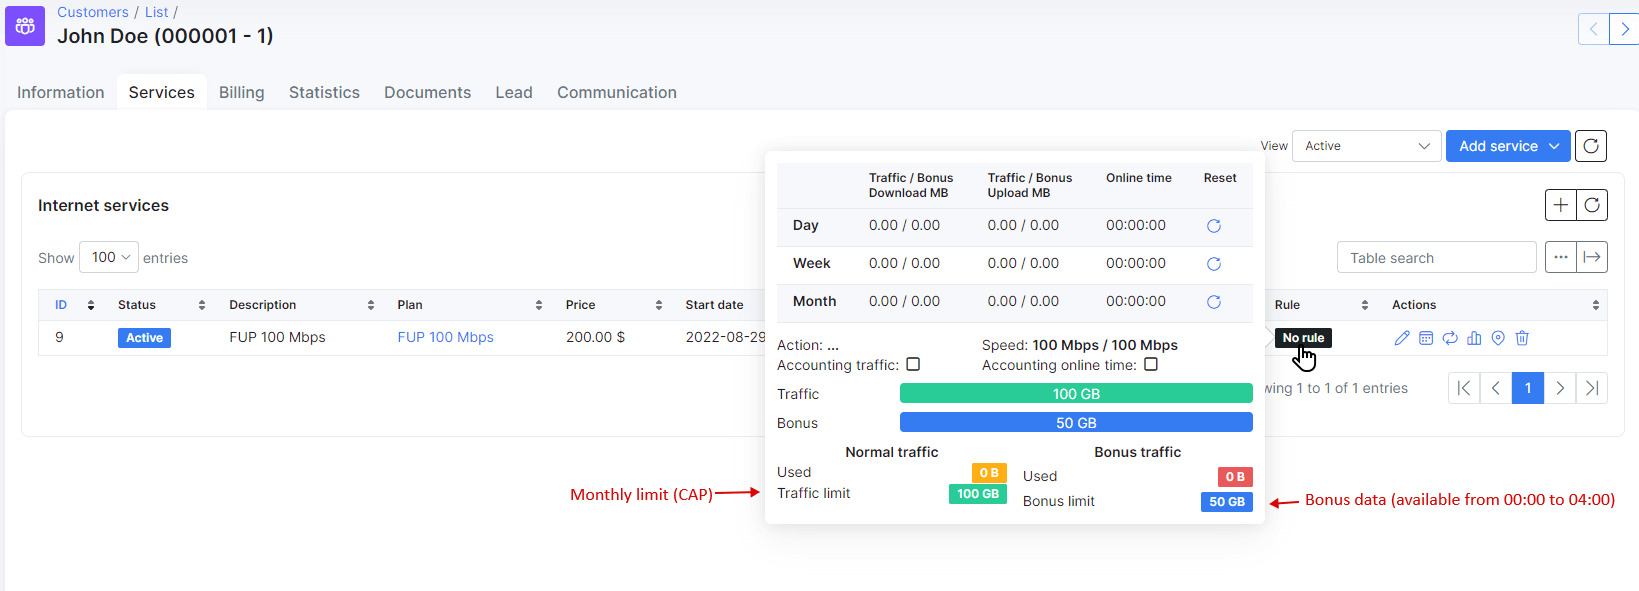 Customers / List /
John Doe (000001 - 1)
Information Services Billing Statistics Documents Lead Communication
View Active Add service
Internet services
Show 100 entries
Table search
ID Status Description Plan Price Start date Rule Actions
9 Active FUP 100 Mbps FUP 100 Mbps 200.00 $ 2022-08-29 No rule
wing 1 to 1 of 1 entries
1
Traffic / Bonus Download MB Traffic / Bonus Upload MB Online time Reset
Day 0.00 / 0.00 0.00 / 0.00 00:00:00
Week 0.00 / 0.00 0.00 / 0.00 00:00:00
Month 0.00 / 0.00 0.00 / 0.00 00:00:00
Action: ... Speed: 100 Mbps / 100 Mbps
Accounting traffic: Accounting online time:
Traffic 100 GB
Bonus 50 GB
Normal traffic Bonus traffic
Used 0 B Used 0 B
Traffic limit 100 GB Bonus limit 50 GB
Monthly limit (CAP)
Bonus data (available from 00:00 to 04:00)